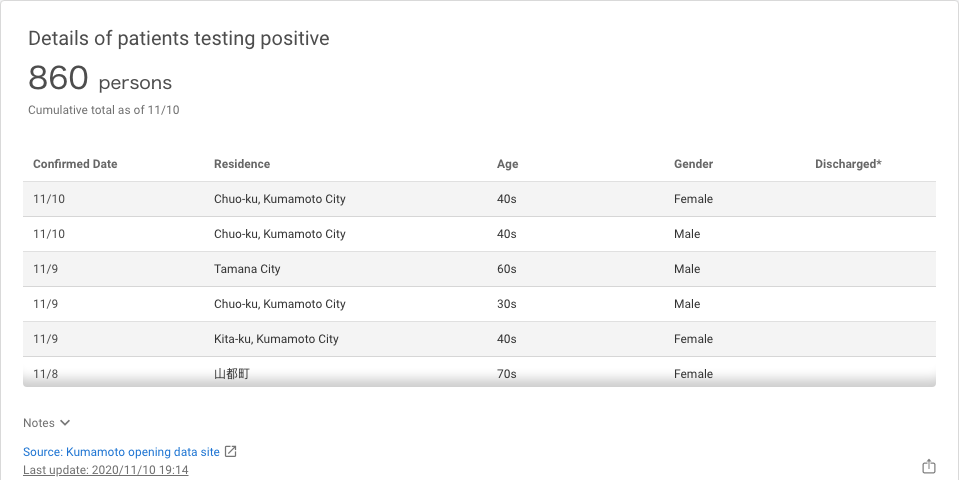 Details of patients testing positive
860 persons
Cumulative total as of 11/10
Confirmed Date Residence Age Gender Discharged*
11/10 Chuo-ku, Kumamoto City 40s Female
11/10 Chuo-ku, Kumamoto City 40s Male
11/9 Tamana City 60s Male
11/9 Chuo-ku, Kumamoto City 30s Male
11/9 Kita-ku, Kumamoto City 40s Female
11/8 山都町 70s Female
Notes
Source: Kumamoto opening data site
Last update: 2020/11/10 19:14